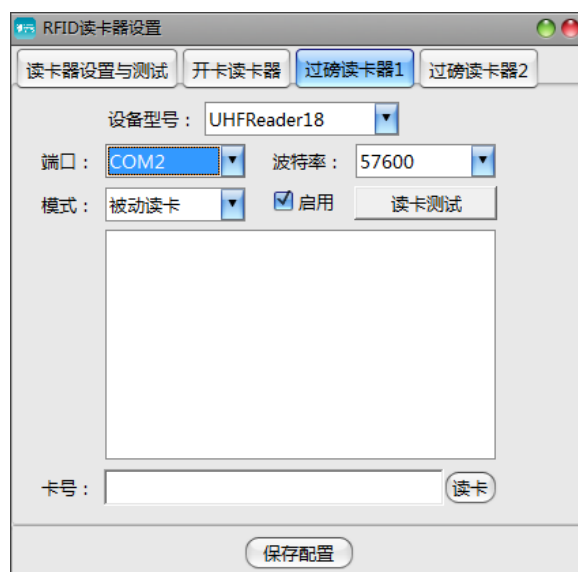 RFID读卡器设置
读卡器设置与测试 开卡读卡器 过磅读卡器1 过磅读卡器2
设备型号： UHFReader18
端口： COM2 波特率： 57600
模式： 被动读卡 启用 读卡测试
卡号： 读卡
保存配置